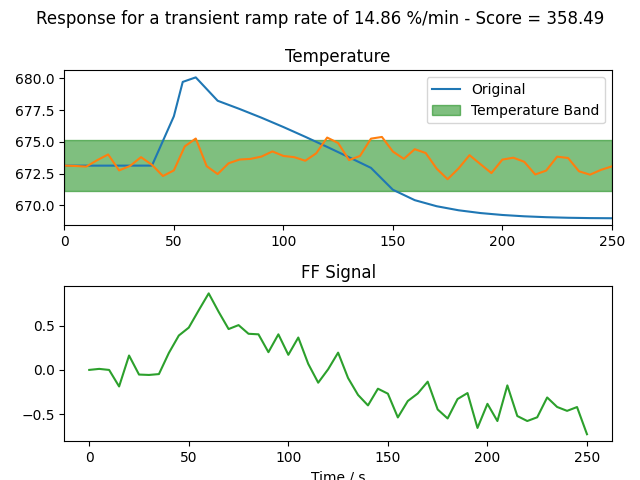 Response for a transient ramp rate of 14.86 %/min - Score = 358.49
Temperature
680.0
677.5
675.0
672.5
670.0
Original
Temperature Band
0 50 100 150 200 250
FF Signal
0.5
0.0
−0.5
0 50 100 150 200 250
Time / s